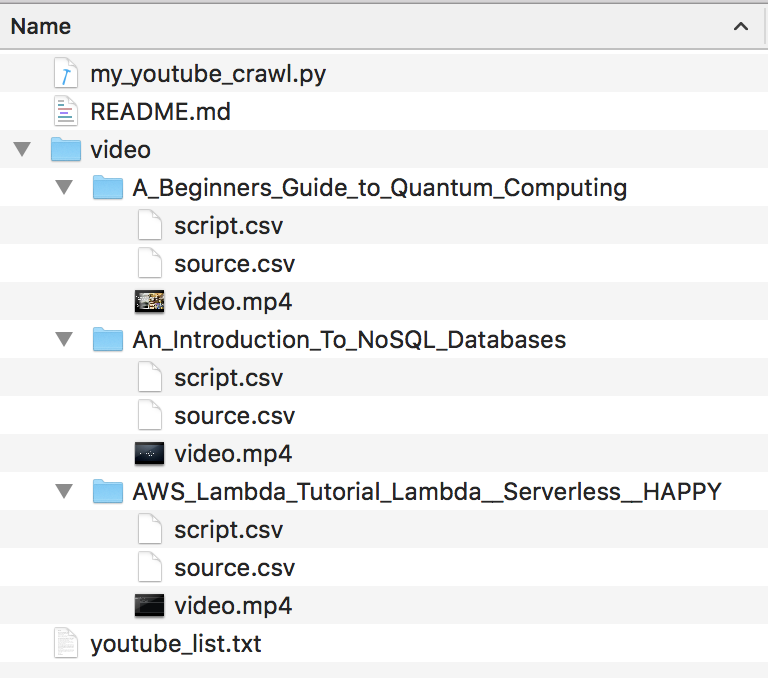 Name
my_youtube_crawl.py
README.md
video
A_Beginners_Guide_to_Quantum_Computing
script.csv
source.csv
video.mp4
An_Introduction_To_NoSQL_Databases
script.csv
source.csv
video.mp4
AWS_Lambda_Tutorial_Lambda__Serverless__HAPPY
script.csv
source.csv
video.mp4
youtube_list.txt